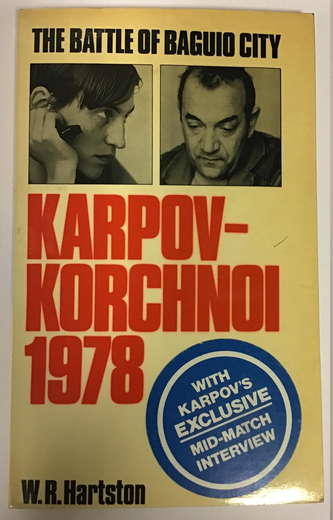 THE BATTLE OF BAGUIO CITY
KARPOV-
KORCHNOI
1978
WITH
KARPOV'S
EXCLUSIVE
MID-MATCH
INTERVIEW
W.R.Hartston